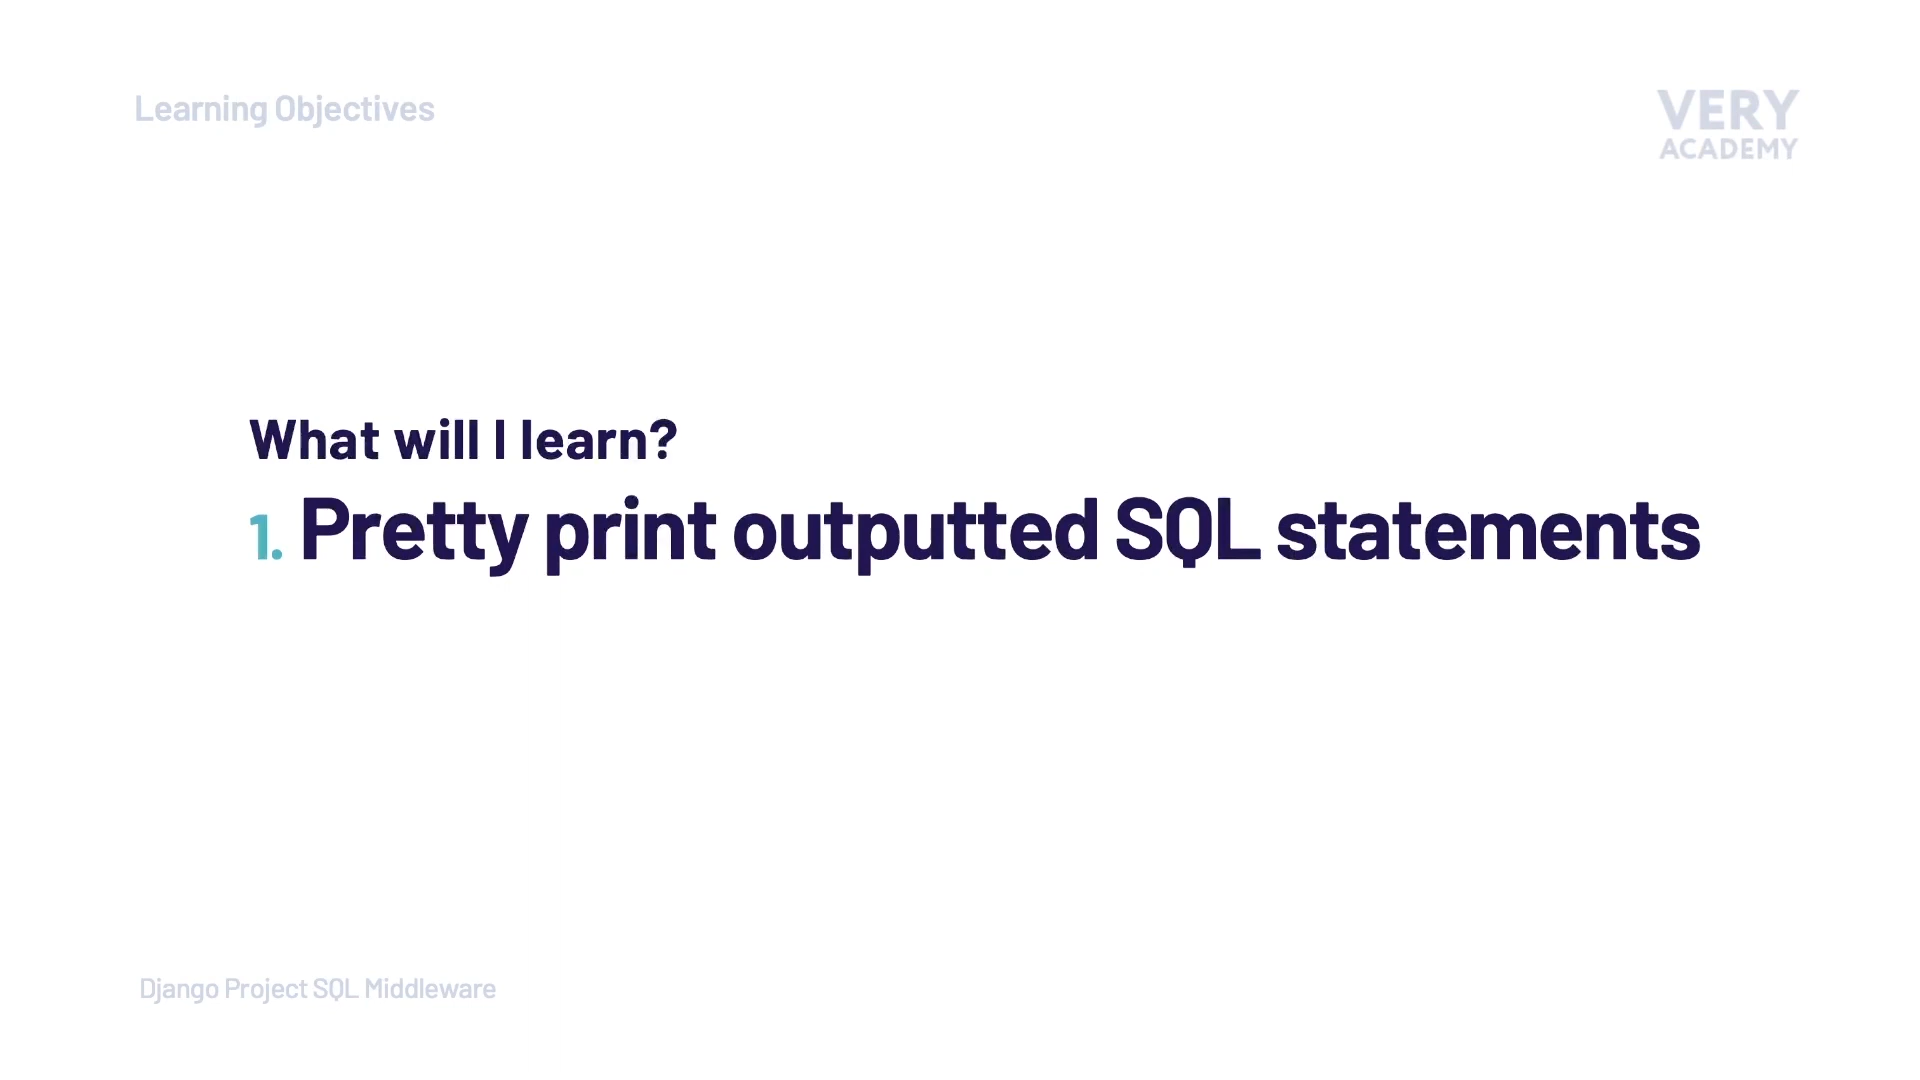 Learning Objectives
VERY
ACADEMY
What will I learn?
1. Pretty print outputted SQL statements
Django Project SQL Middleware